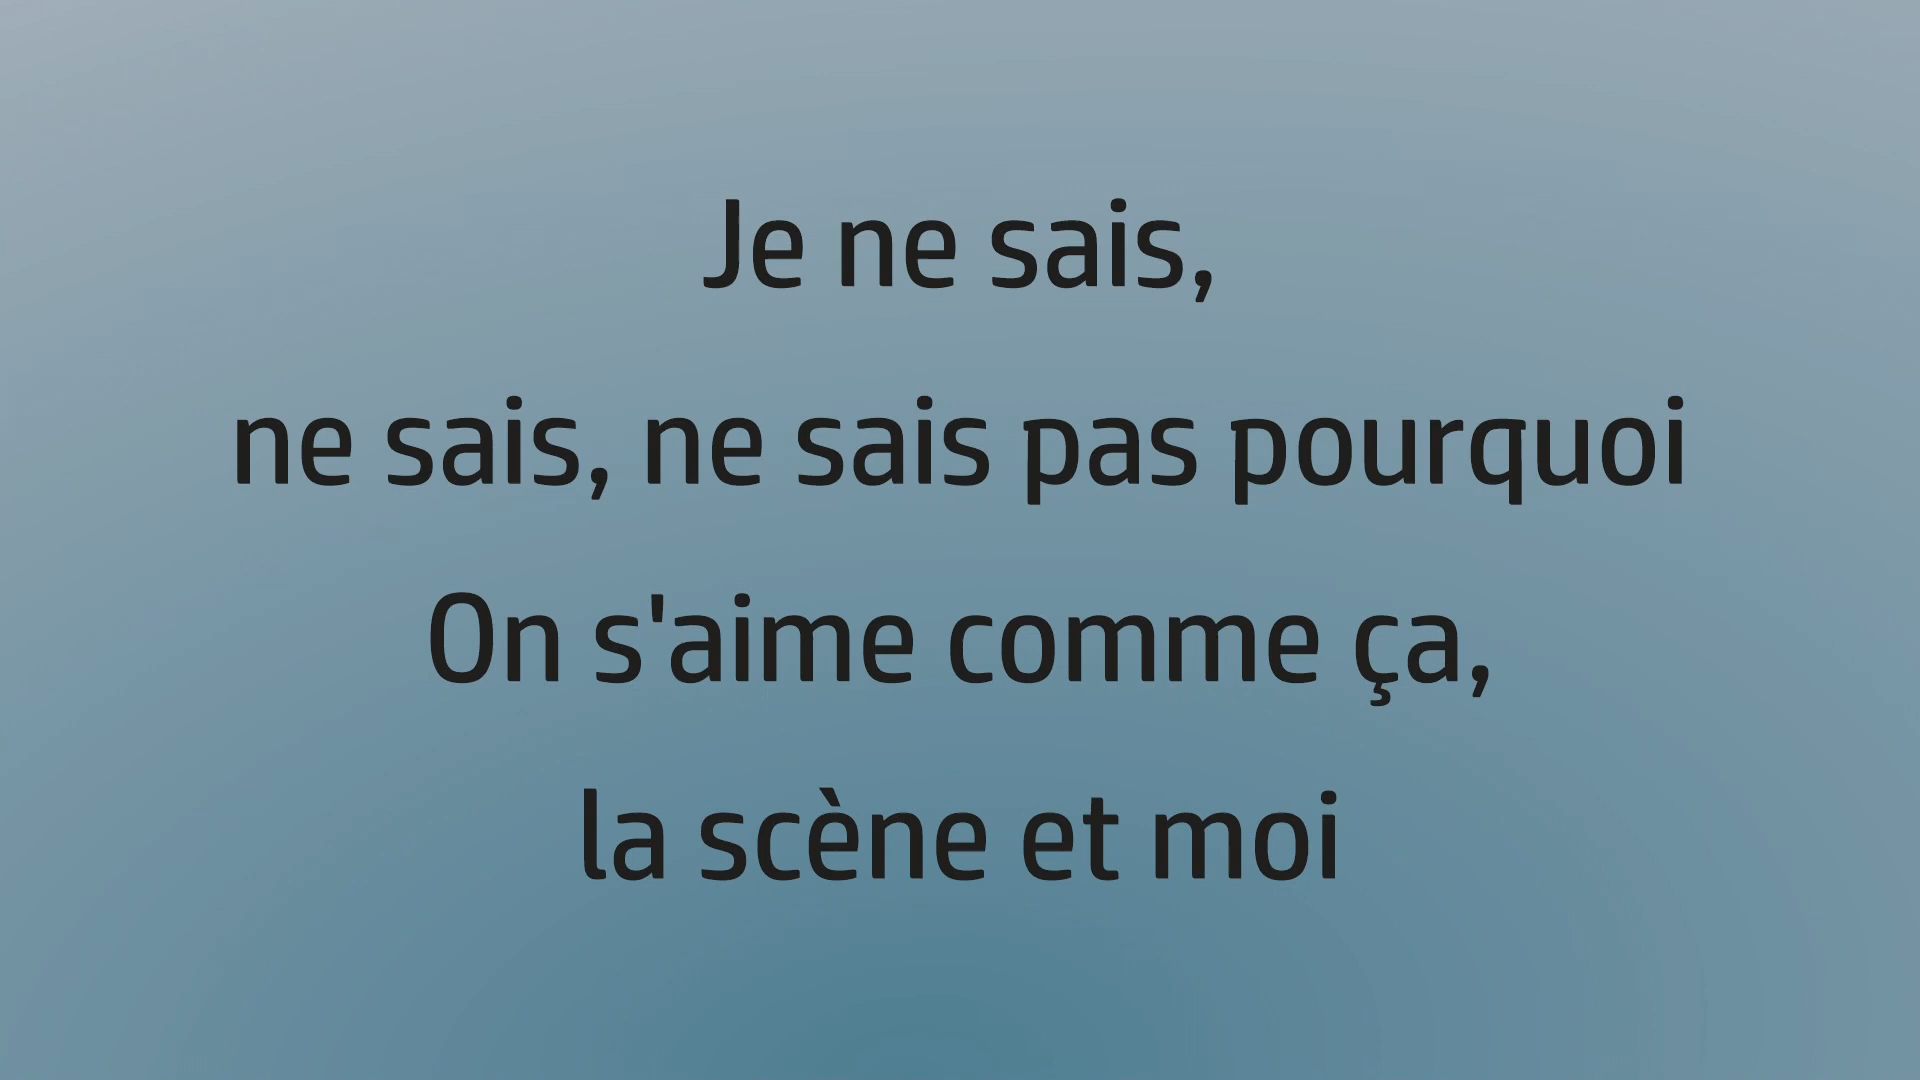 Je ne sais,
ne sais, ne sais pas pourquoi
On s'aime comme ça,
la scène et moi